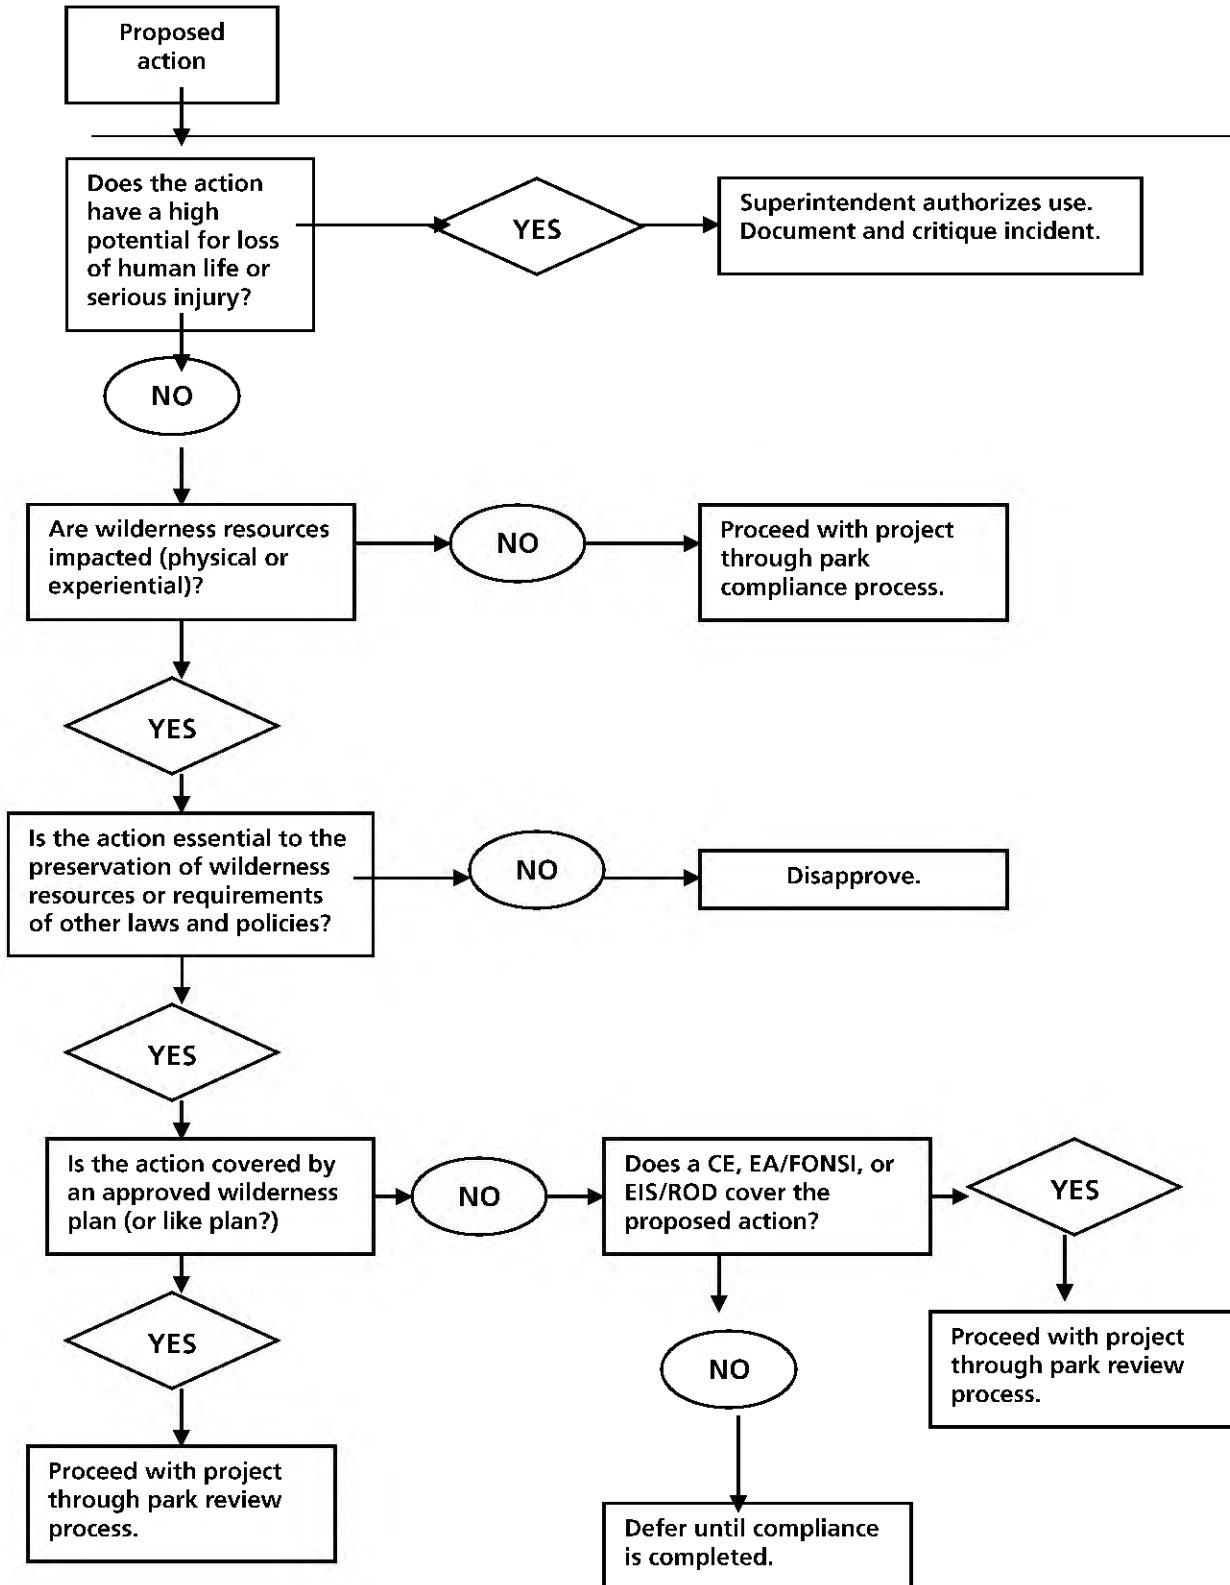 Proposed
action
Does the action
have a high
potential for loss
of human life or
serious injury?
YES
Superintendent authorizes use.
Document and critique incident.
NO
Are wilderness resources
impacted (physical or
experiential)?
NO
Proceed with project
through park
compliance process.
YES
Is the action essential to the
preservation of wilderness
resources or requirements
of other laws and policies?
NO
Disapprove.
YES
Is the action covered by
an approved wilderness
plan (or like plan?)
NO
Does a CE, EA/FONSI, or
EIS/ROD cover the
proposed action?
YES
YES
NO
Proceed with project
through park review
process.
Proceed with project
through park review
process.
Defer until compliance
is completed.